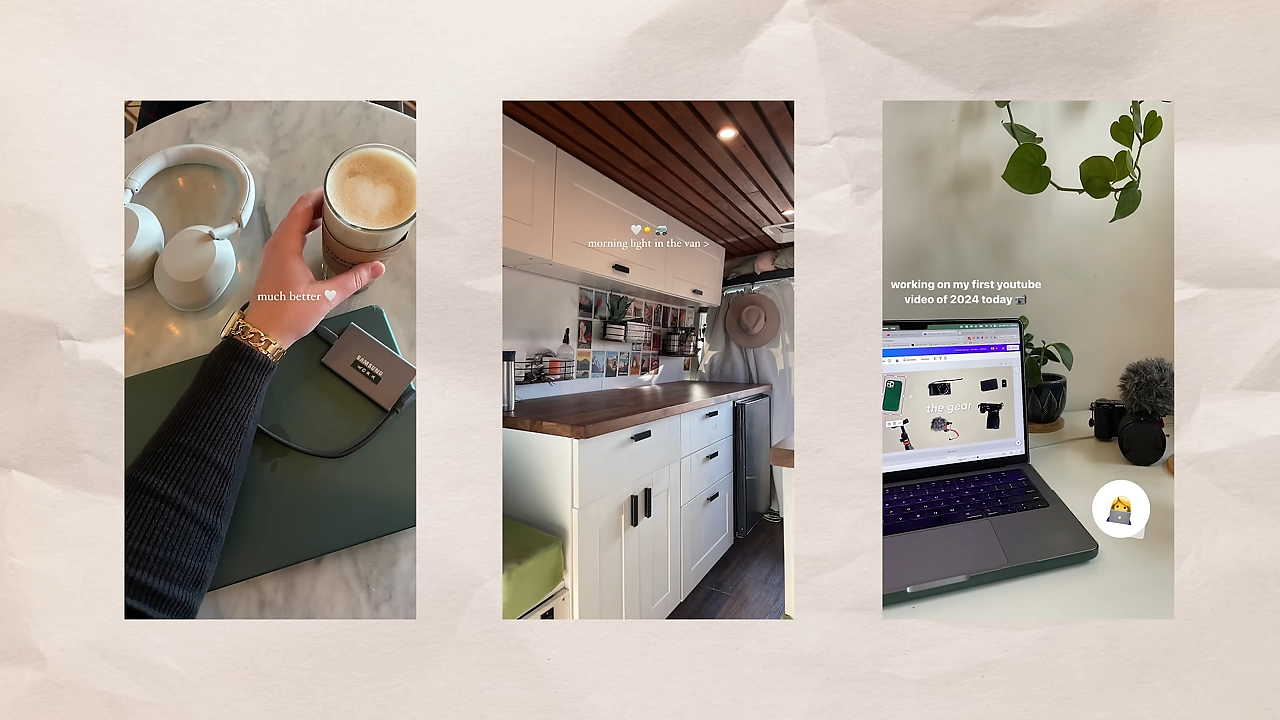 much better 🤍
SAMSUNG
WORK
🤍☀️🚐
morning light in the van >
working on my first youtube
video of 2024 today 📹
the gear